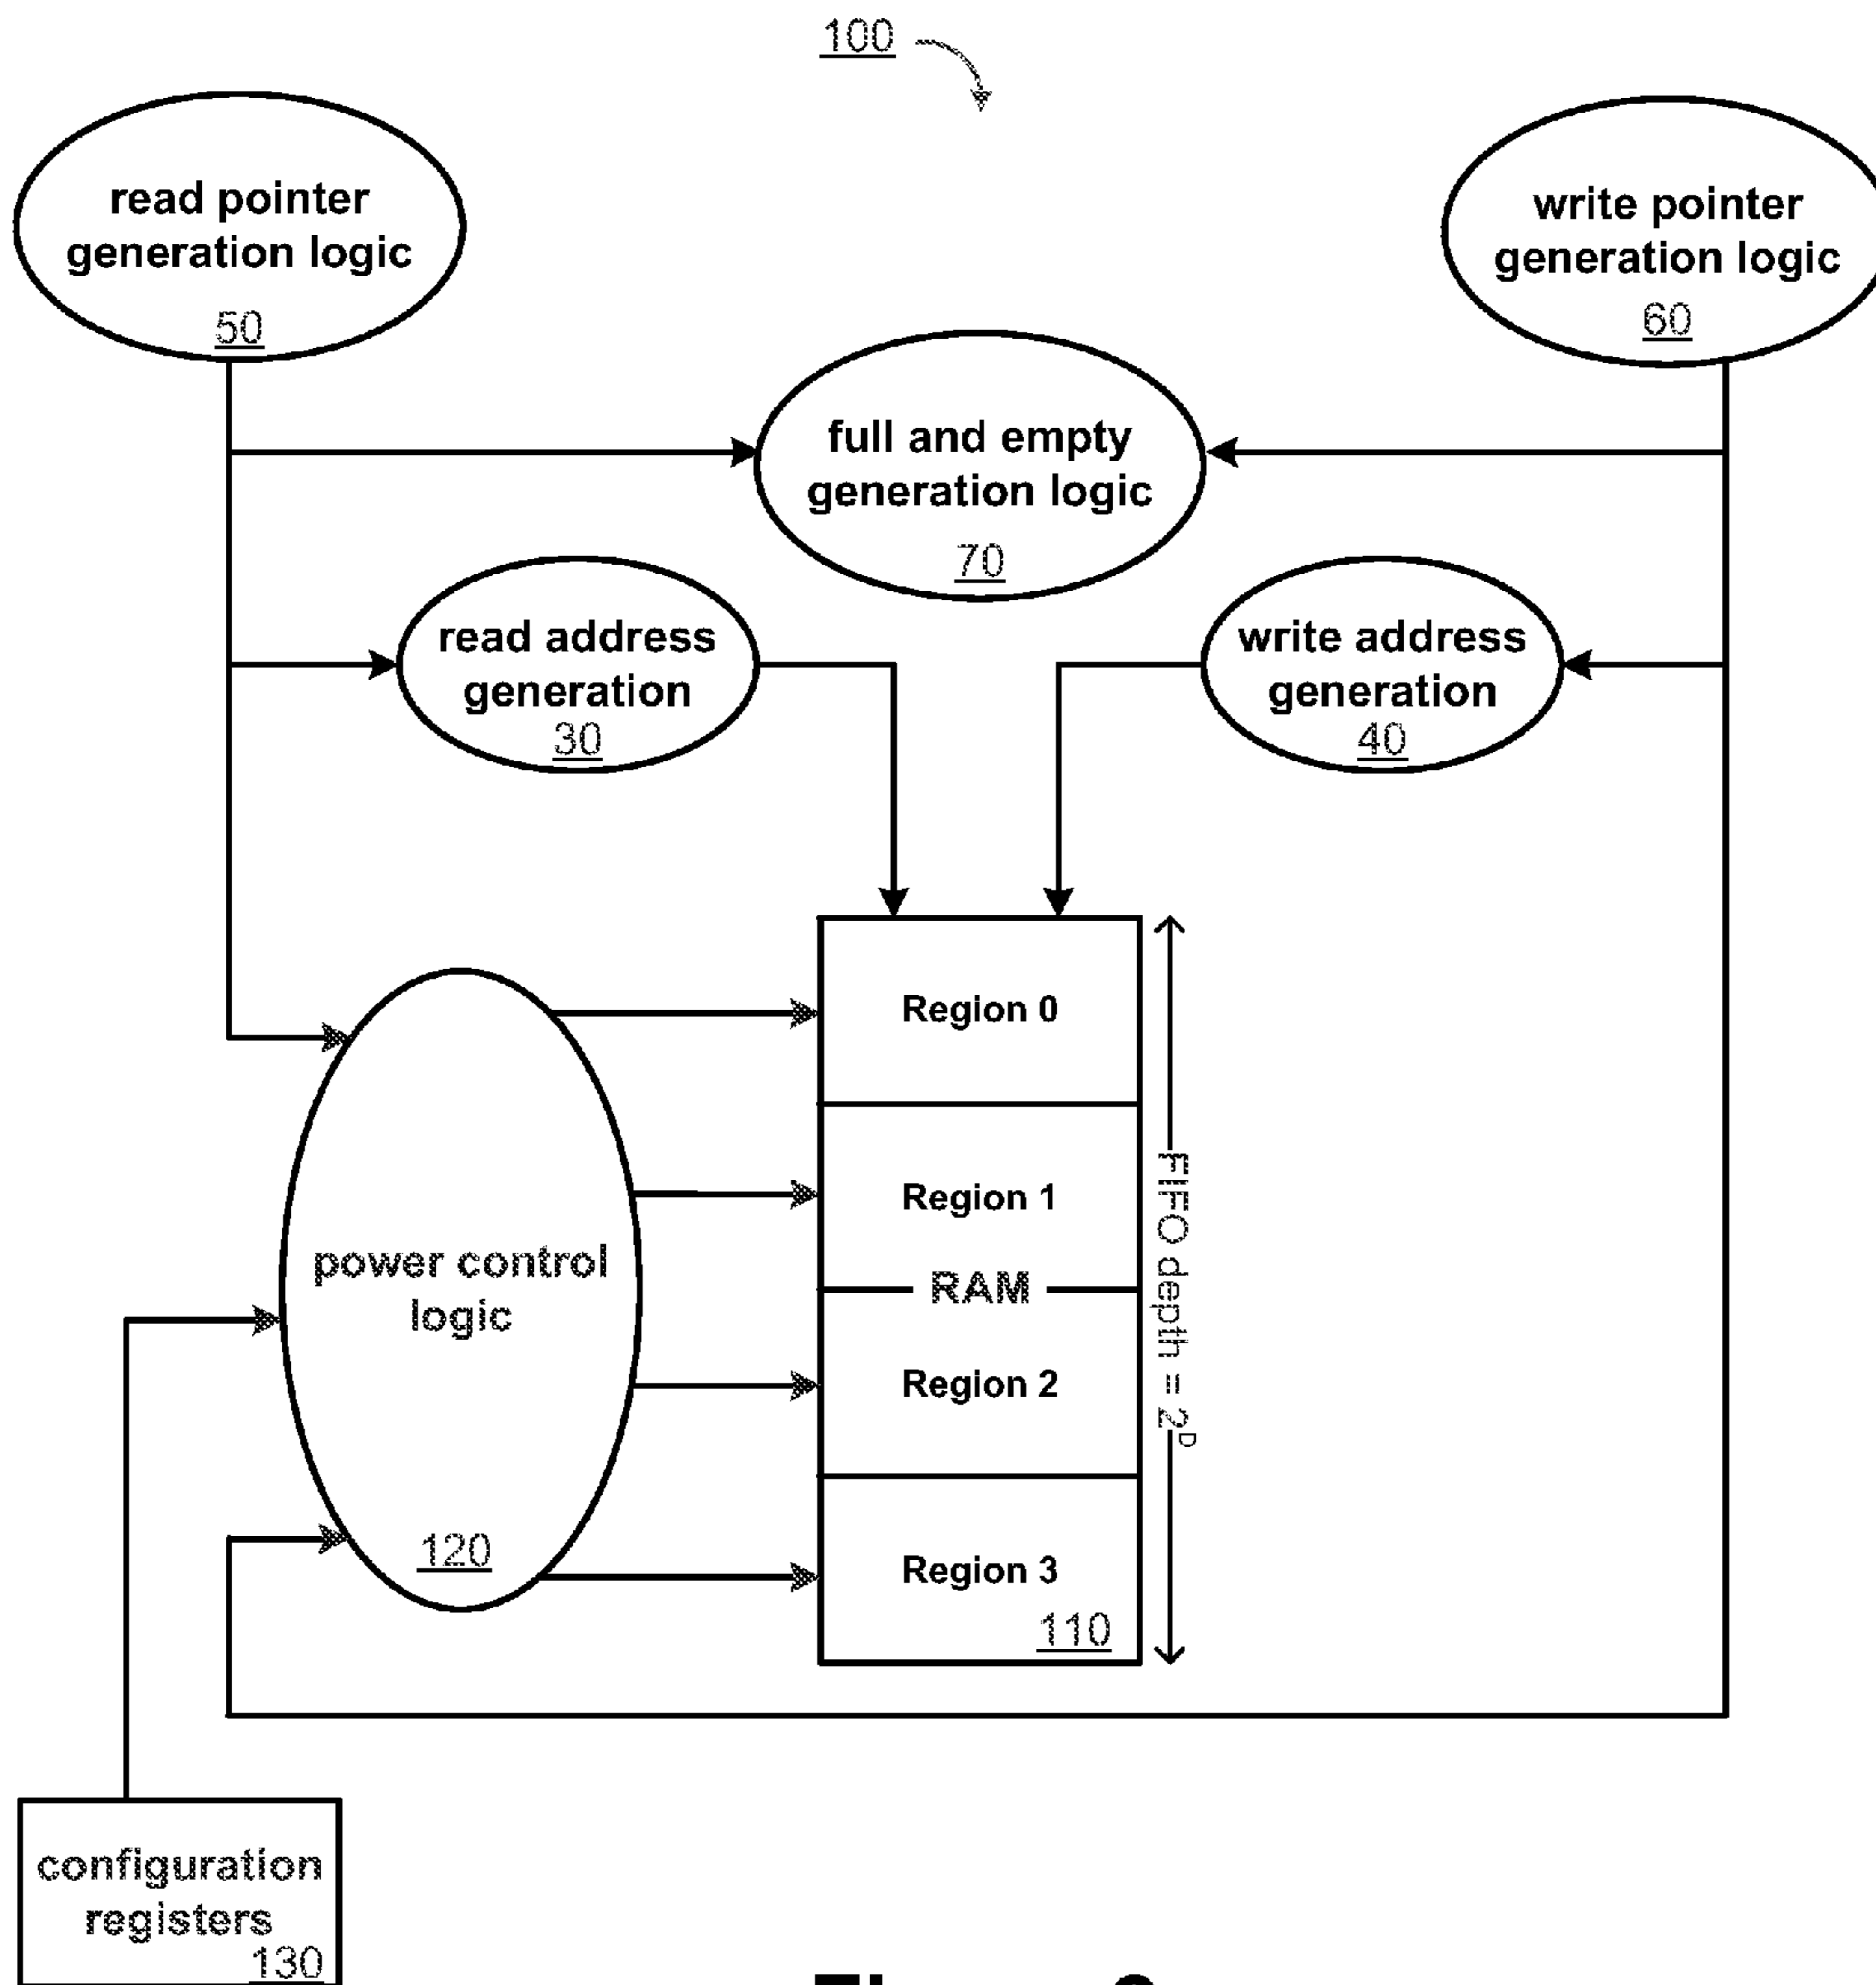 100
read pointer
generation logic
50
write pointer
generation logic
60
full and empty
generation logic
70
read address
generation
30
write address
generation
40
Region 0
Region 1
RAM
Region 2
Region 3
110
FIFO depth = 2^D
power control
logic
120
configuration
registers
130